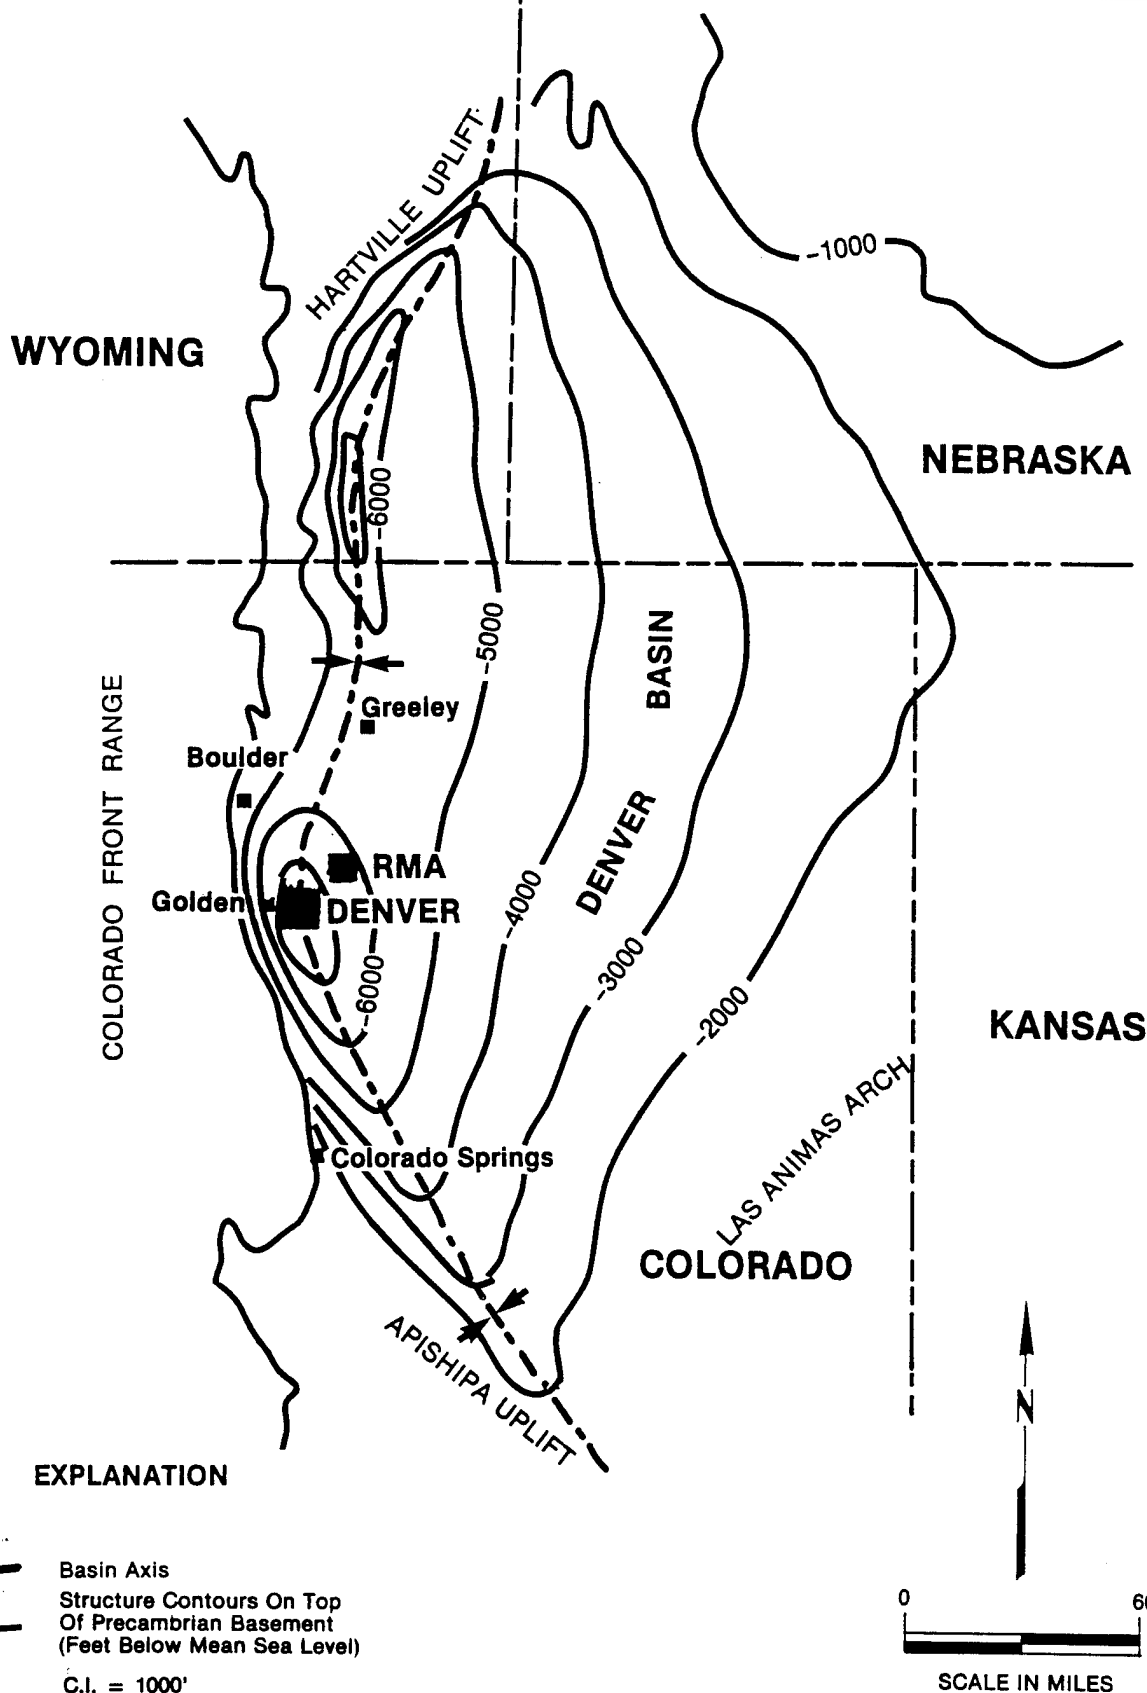 HARTVILLE UPLIFT
-1000
WYOMING
NEBRASKA
-6000
-5000
BASIN
COLORADO FRONT RANGE
Greeley
Boulder
DENVER
RMA
Golden
DENVER
-4000
-6000
-3000
-2000
KANSAS
LAS ANIMAS ARCH
Colorado Springs
COLORADO
APISHIPA UPLIFT
N
EXPLANATION
Basin Axis
Structure Contours On Top
Of Precambrian Basement
(Feet Below Mean Sea Level)
C.I. = 1000'
0
SCALE IN MILES